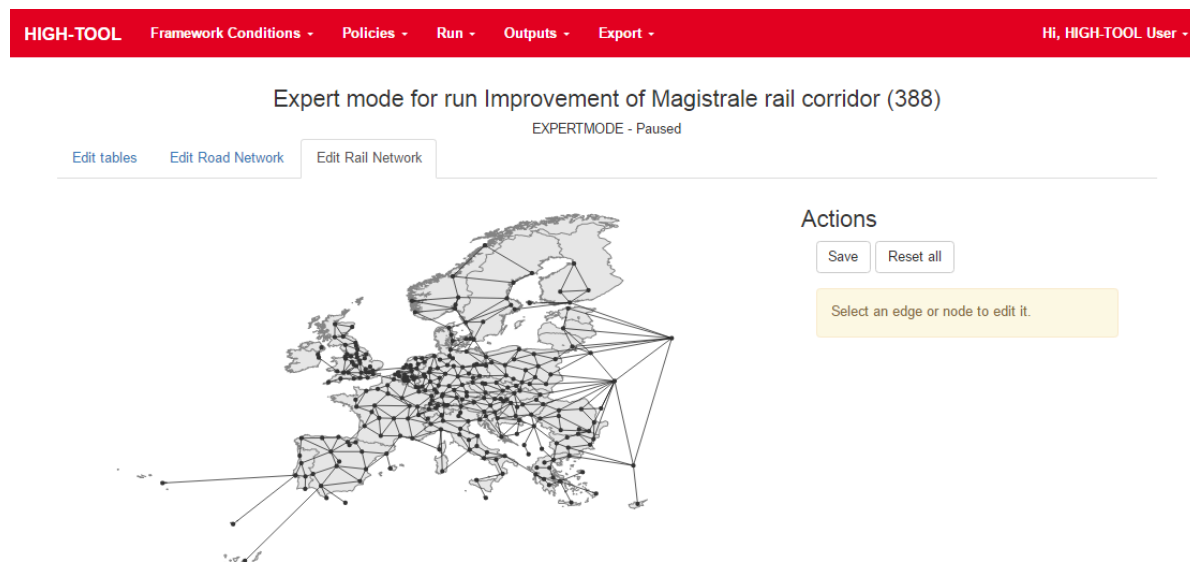 HIGH-TOOL Framework Conditions Policies Run Outputs Export Hi, HIGH-TOOL User
Expert mode for run Improvement of Magistrale rail corridor (388)
EXPERTMODE - Paused
Edit tables Edit Road Network Edit Rail Network
Actions
Save Reset all
Select an edge or node to edit it.